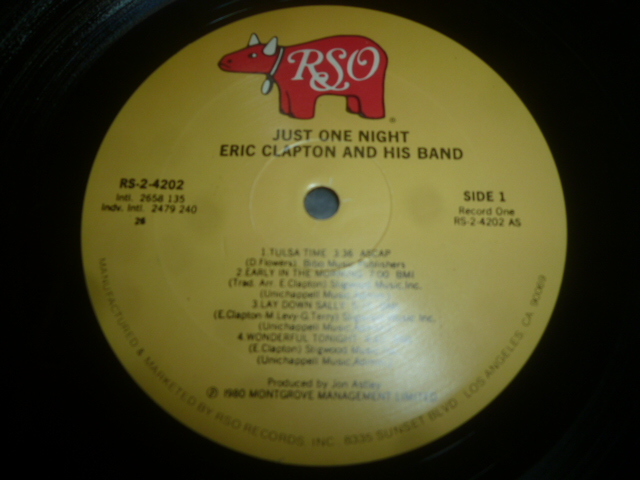 RSO
®
JUST ONE NIGHT
ERIC CLAPTON AND HIS BAND
RS-2-4202
Intl. 2658 135
Indv. Intl. 2479 240
26
SIDE 1
Record One
RS-2-4202 AS
1.TULSA TIME 3:36 ASCAP
(D.Flowers) Bibo Music Publishers
2.EARLY IN THE MORNING 7:00 BMI
(Trad. Arr. E.Clapton) Stigwood Music,Inc.
(Unichappell Music,
3.LAY DOWN SALLY
(E.Clapton-M.Levy-G.Terry) Stigwood Music, Inc.
(Unichappell Music,
4.WONDERFUL TONIGHT
(E.Clapton) Stigwood Music
(Unichappell Music,
Produced by Jon Astley
Ⓟ 1980 MONTGROVE MANAGEMENT LIMITED
MANUFACTURED & MARKETED BY RSO RECORDS, INC., 8335 SUNSET BLVD., LOS ANGELES, CA 90069